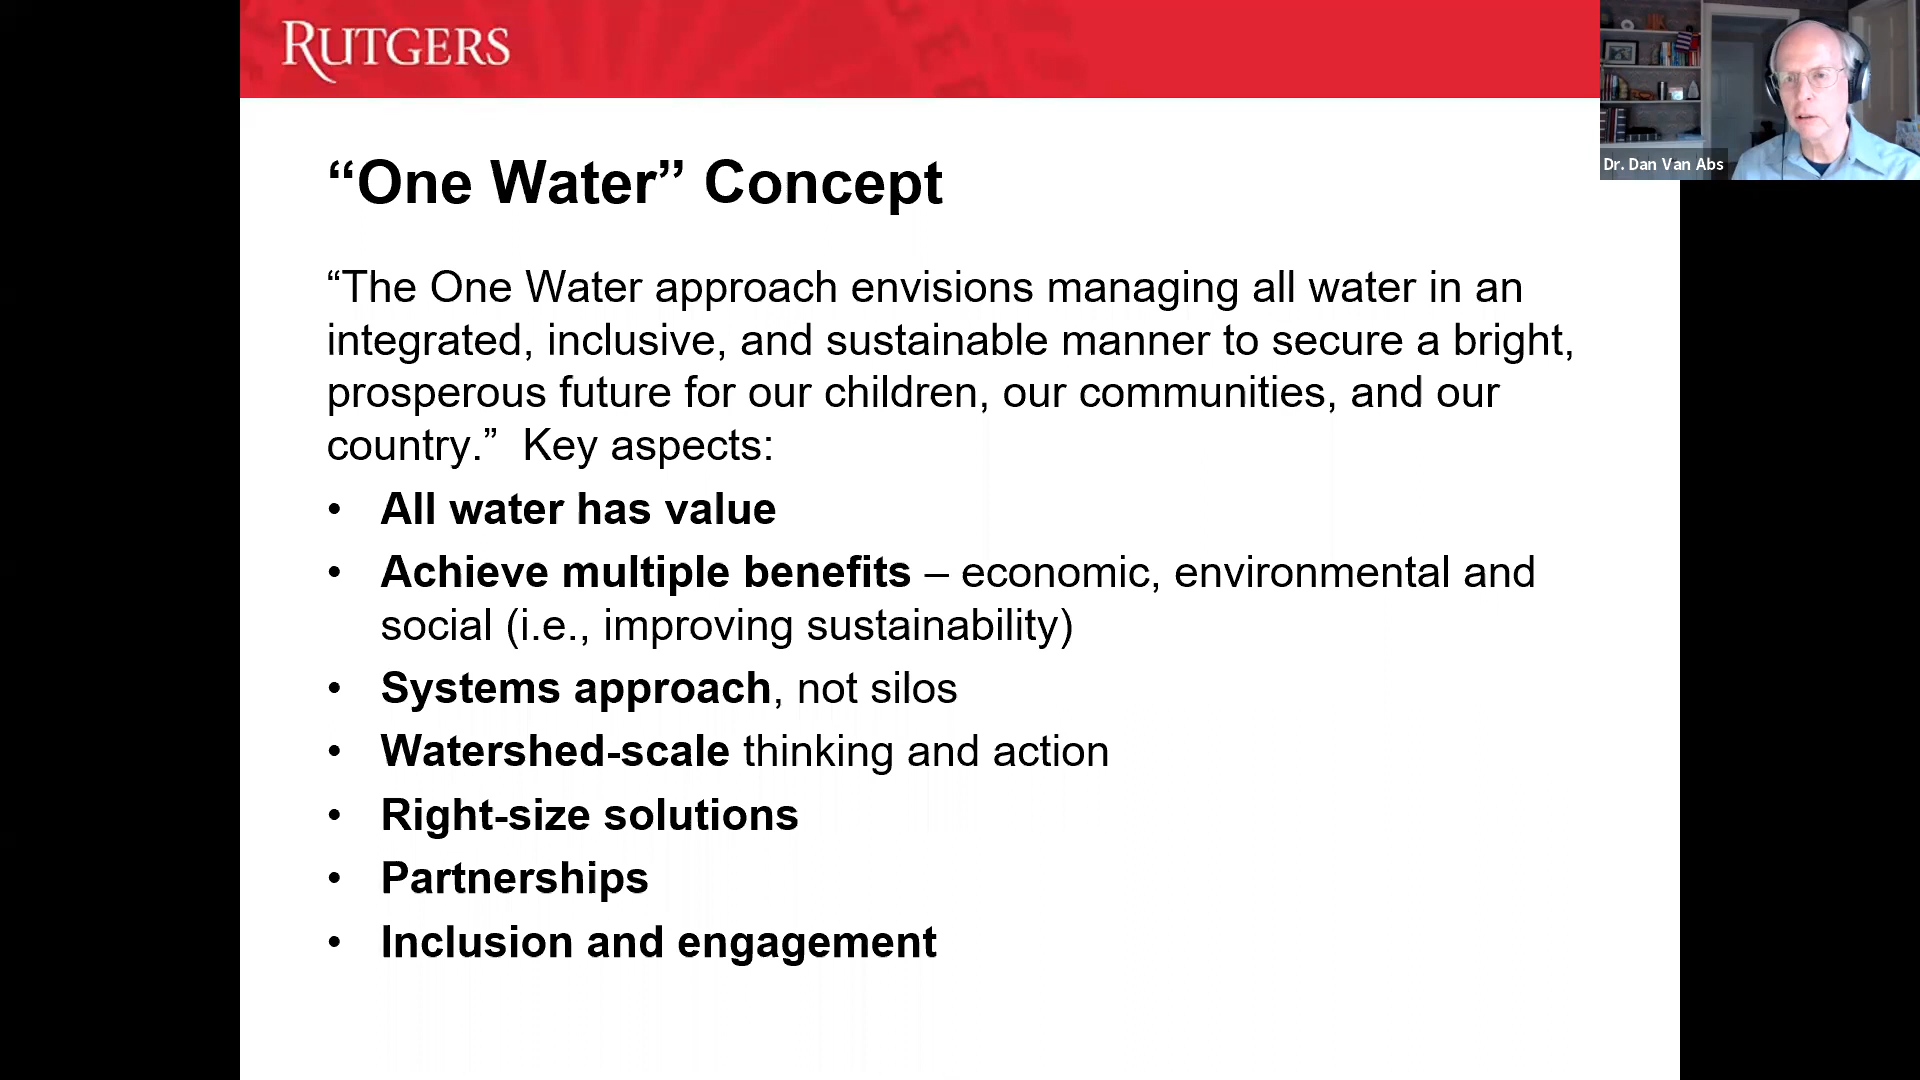 RUTGERS
Dr. Dan Van Abs
“One Water” Concept
“The One Water approach envisions managing all water in an
integrated, inclusive, and sustainable manner to secure a bright,
prosperous future for our children, our communities, and our
country.”  Key aspects:
• All water has value
• Achieve multiple benefits – economic, environmental and
social (i.e., improving sustainability)
• Systems approach, not silos
• Watershed-scale thinking and action
• Right-size solutions
• Partnerships
• Inclusion and engagement